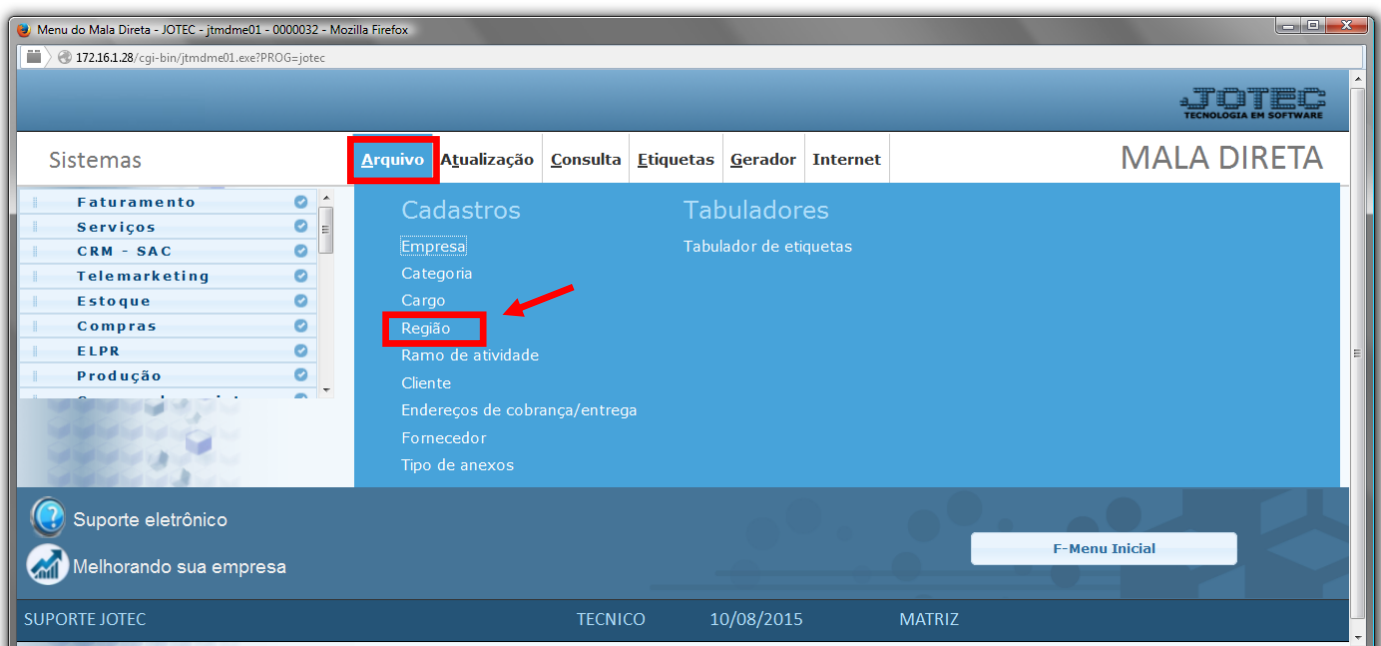 Menu do Mala Direta - JOTEC - jtmdme01 - 0000032 - Mozilla Firefox
172.16.1.28/cgi-bin/jtmdme01.exe?PROG=jotec
JOTEC
TECNOLOGIA EM SOFTWARE
Sistemas
Arquivo Atualização Consulta Etiquetas Gerador Internet
MALA DIRETA
Faturamento
Serviços
CRM - SAC
Telemarketing
Estoque
Compras
ELPR
Produção
Cadastros
Empresa
Categoria
Cargo
Região
Ramo de atividade
Cliente
Endereços de cobrança/entrega
Fornecedor
Tipo de anexos
Tabuladores
Tabulador de etiquetas
Suporte eletrônico
Melhorando sua empresa
F-Menu Inicial
SUPORTE JOTEC TECNICO 10/08/2015 MATRIZ